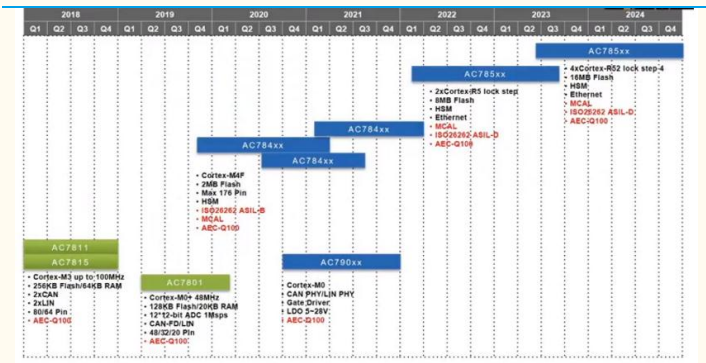 2018 2019 2020 2021 2022 2023 2024
Q1 Q2 Q3 Q4 Q1 Q2 Q3 Q4 Q1 Q2 Q3 Q4 Q1 Q2 Q3 Q4 Q1 Q2 Q3 Q4 Q1 Q2 Q3 Q4 Q1 Q2 Q3 Q4
AC785xx
• 4xCortex-R52 lock step 4
• 16MB Flash
• HSM
• Ethernet
• MCAL
• ISO26262 ASIL-D
• AEC-Q100
AC785xx
• 2xCortex-R5 lock step
• 8MB Flash
• HSM
• Ethernet
• MCAL
• ISO26262 ASIL-D
• AEC-Q100
AC784xx
AC784xx
AC784xx
• Cortex-M4F
• 2MB Flash
• Max 176 Pin
• HSM
• ISO26262 ASIL-B
• MCAL
• AEC-Q100
AC7811
AC7815
• Cortex-M3 up to 100MHz
• 256KB Flash/64KB RAM
• 2xCAN
• 2xLIN
• 80/64 Pin
• AEC-Q100
AC7801
• Cortex-M0+ 48MHz
• 128KB Flash/20KB RAM
• 12*12-bit ADC 1Msps
• CAN-FD/LIN
• 48/32/20 Pin
• AEC-Q100
AC790xx
• Cortex-M0
• CAN PHY/LIN PHY
• Gate Driver
• LDO 5~28V
• AEC-Q100